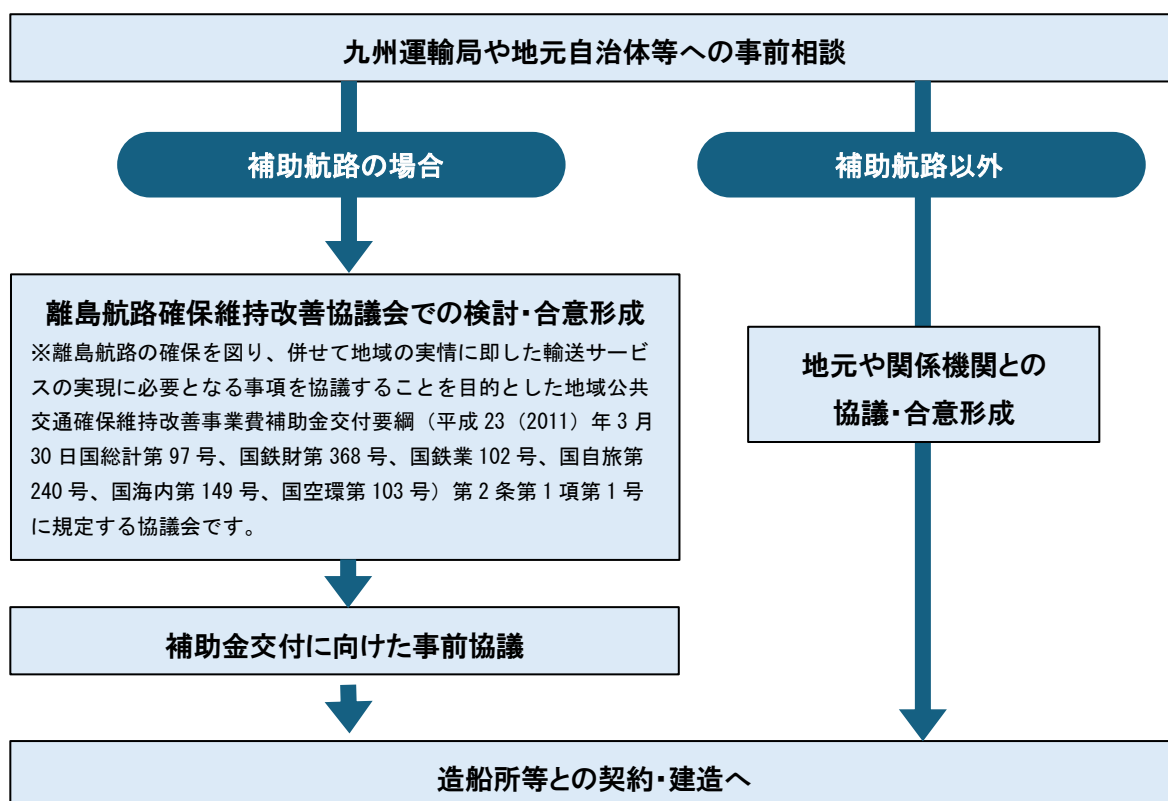 九州運輸局や地元自治体等への事前相談
補助航路の場合
補助航路以外
離島航路確保維持改善協議会での検討・合意形成
※離島航路の確保を図り、併せて地域の実情に即した輸送サービ
スの実現に必要となる事項を協議することを目的とした地域公共
交通確保維持改善事業費補助金交付要綱（平成 23（2011）年 3 月
30 日国総計第 97 号、国鉄財第 368 号、国鉄業 102 号、国自旅第
240 号、国海内第 149 号、国空環第 103 号）第 2 条第 1 項第 1 号
に規定する協議会です。
地元や関係機関との
協議・合意形成
補助金交付に向けた事前協議
造船所等との契約・建造へ